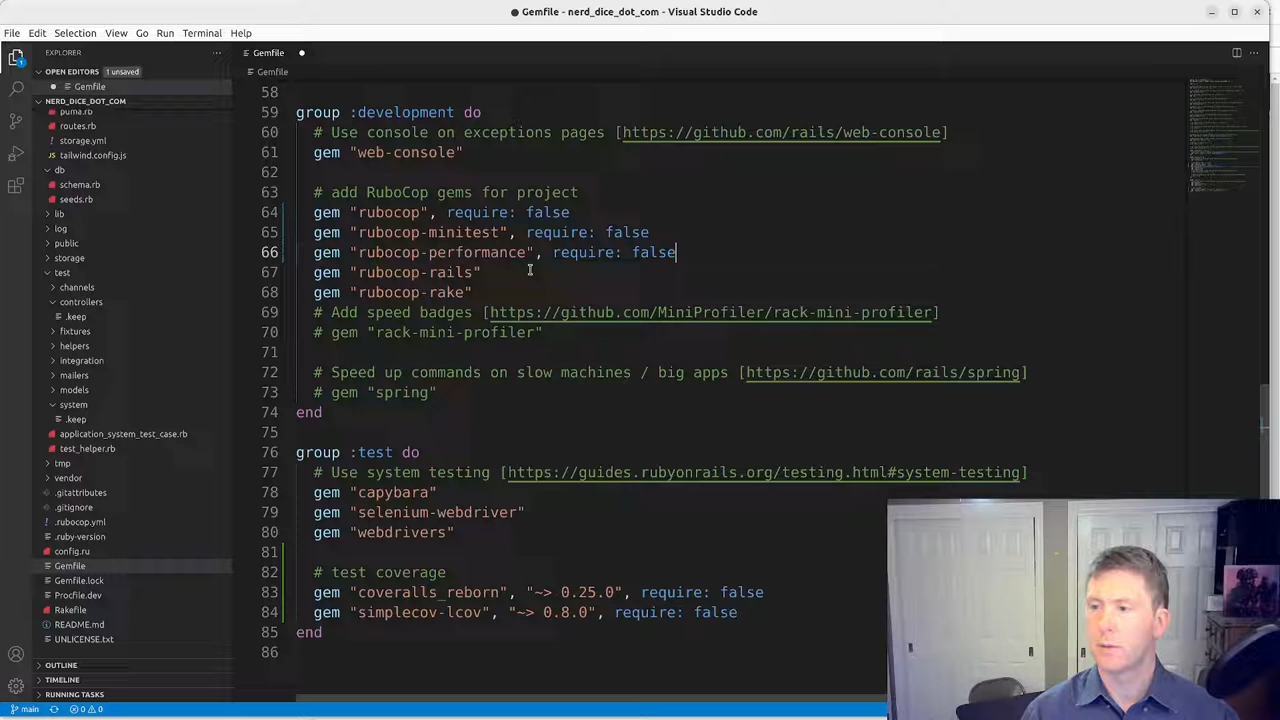 Gemfile - nerd_dice_dot_com - Visual Studio Code
File Edit Selection View Go Run Terminal Help
EXPLORER
OPEN EDITORS 1 unsaved
Gemfile
NERD_DICE_DOT_COM
puma.rb
routes.rb
storage.yml
tailwind.config.js
db
schema.rb
seeds.rb
lib
log
public
storage
test
channels
controllers
.keep
fixtures
helpers
integration
mailers
models
system
.keep
application_system_test_case.rb
test_helper.rb
tmp
vendor
.gitattributes
.gitignore
.rubocop.yml
.ruby-version
config.ru
Gemfile
Gemfile.lock
Procfile.dev
Rakefile
README.md
UNLICENSE.txt
OUTLINE
TIMELINE
RUNNING TASKS
main 0 0
Gemfile
Gemfile
58
59 group :development do
60 # Use console on exceptions pages [https://github.com/rails/web-console]
61 gem "web-console"
62
63 # add RuboCop gems for project
64 gem "rubocop", require: false
65 gem "rubocop-minitest", require: false
66 gem "rubocop-performance", require: false
67 gem "rubocop-rails"
68 gem "rubocop-rake"
69 # Add speed badges [https://github.com/MiniProfiler/rack-mini-profiler]
70 # gem "rack-mini-profiler"
71
72 # Speed up commands on slow machines / big apps [https://github.com/rails/spring]
73 # gem "spring"
74 end
75
76 group :test do
77 # Use system testing [https://guides.rubyonrails.org/testing.html#system-testing]
78 gem "capybara"
79 gem "selenium-webdriver"
80 gem "webdrivers"
81
82 # test coverage
83 gem "coveralls_reborn", "~> 0.25.0", require: false
84 gem "simplecov-lcov", "~> 0.8.0", require: false
85 end
86